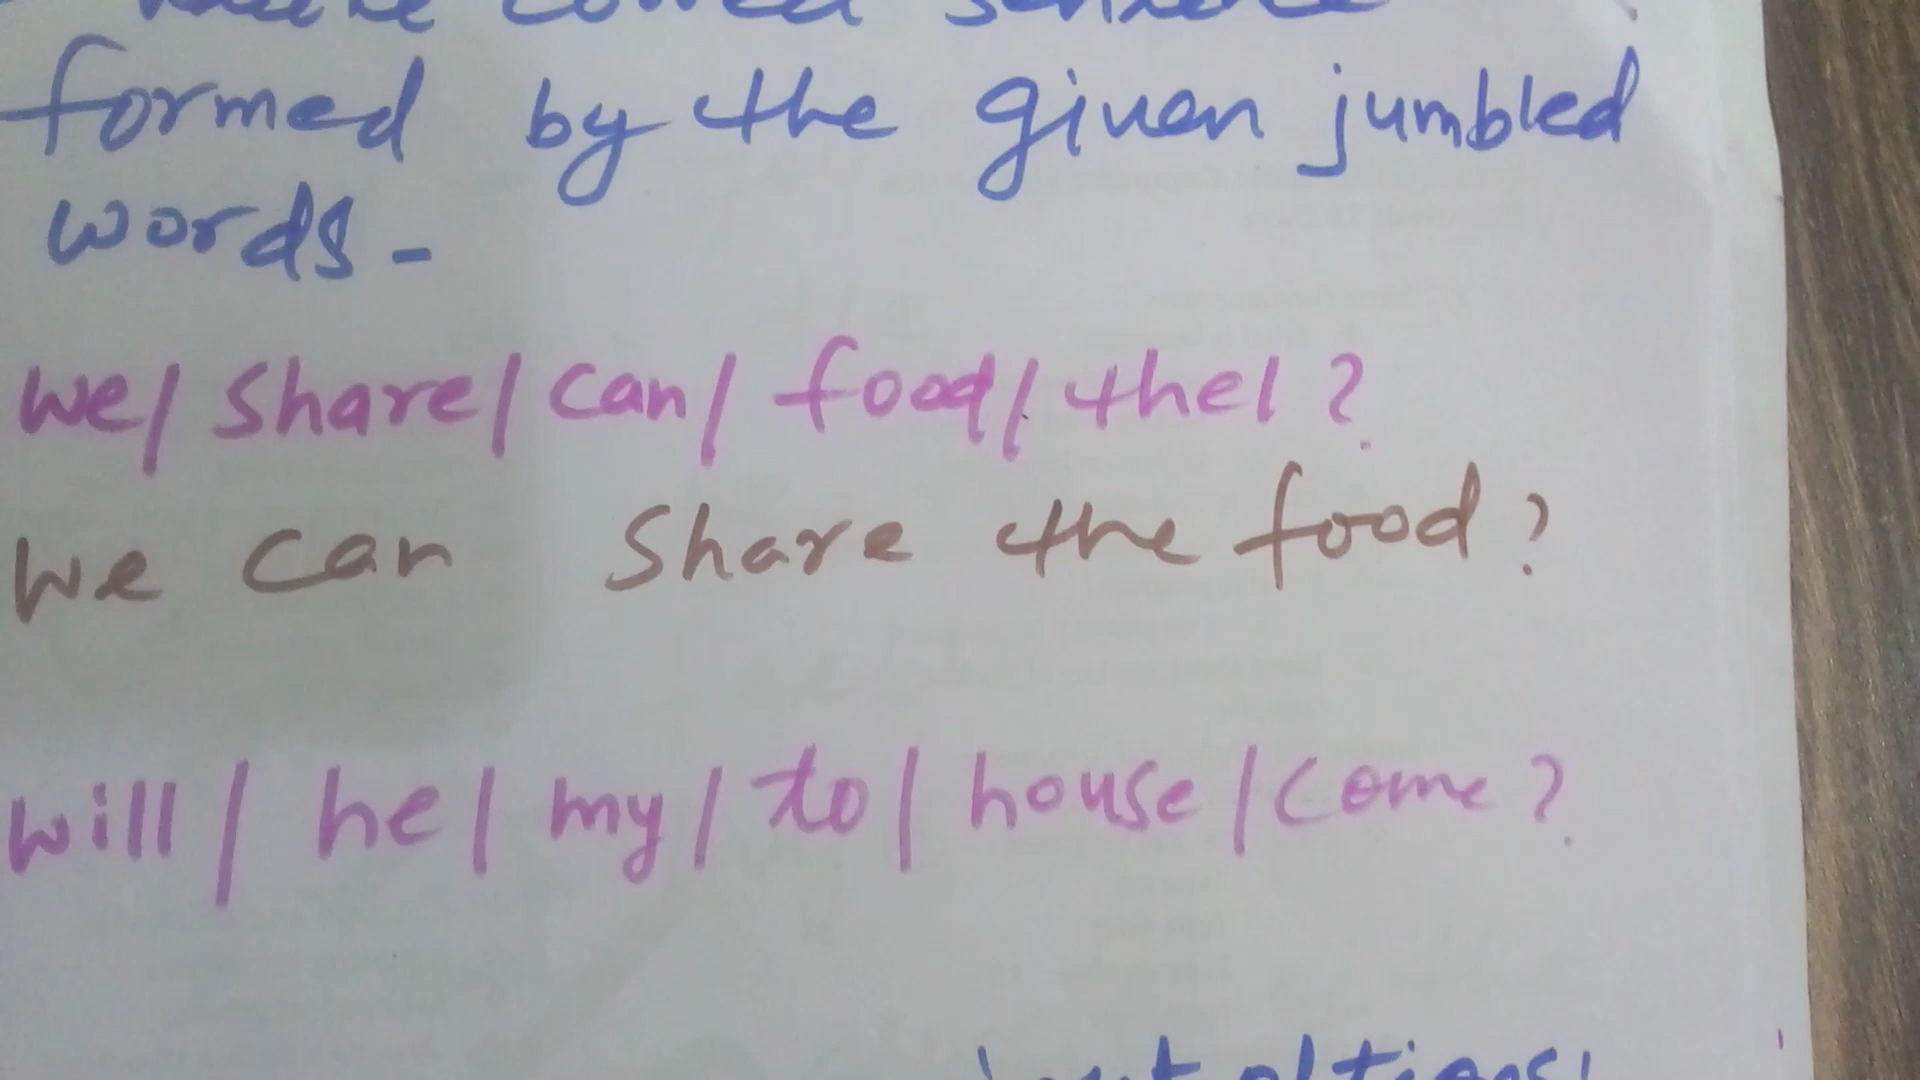 formed by the given jumbled
words-
we/ share/ can/ food/ the/ ?
we can share the food?
will/ he/ my/ to/ house/ come?